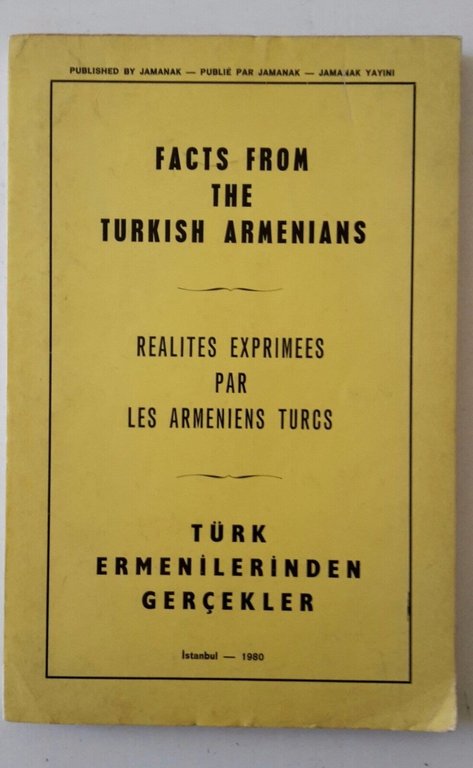 PUBLISHED BY JAMANAK — PUBLIÉ PAR JAMANAK — JAMANAK YAYINI
FACTS FROM
THE
TURKISH ARMENIANS
REALITES EXPRIMEES
PAR
LES ARMENIENS TURCS
TÜRK
ERMENİLERİNDEN
GERÇEKLER
İstanbul — 1980